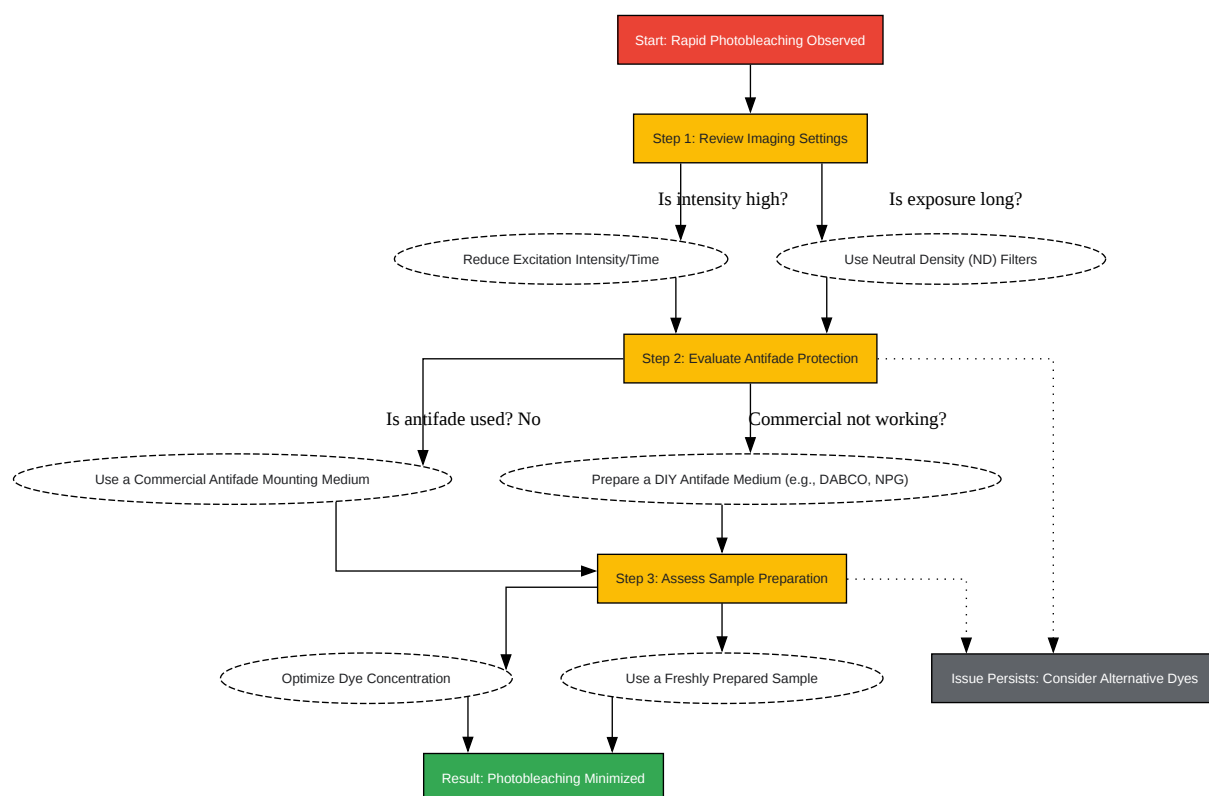 Start: Rapid Photobleaching Observed
Step 1: Review Imaging Settings
Is intensity high?
Is exposure long?
Reduce Excitation Intensity/Time
Use Neutral Density (ND) Filters
Step 2: Evaluate Antifade Protection
Is antifade used? No
Commercial not working?
Use a Commercial Antifade Mounting Medium
Prepare a DIY Antifade Medium (e.g., DABCO, NPG)
Step 3: Assess Sample Preparation
Optimize Dye Concentration
Use a Freshly Prepared Sample
Issue Persists: Consider Alternative Dyes
Result: Photobleaching Minimized